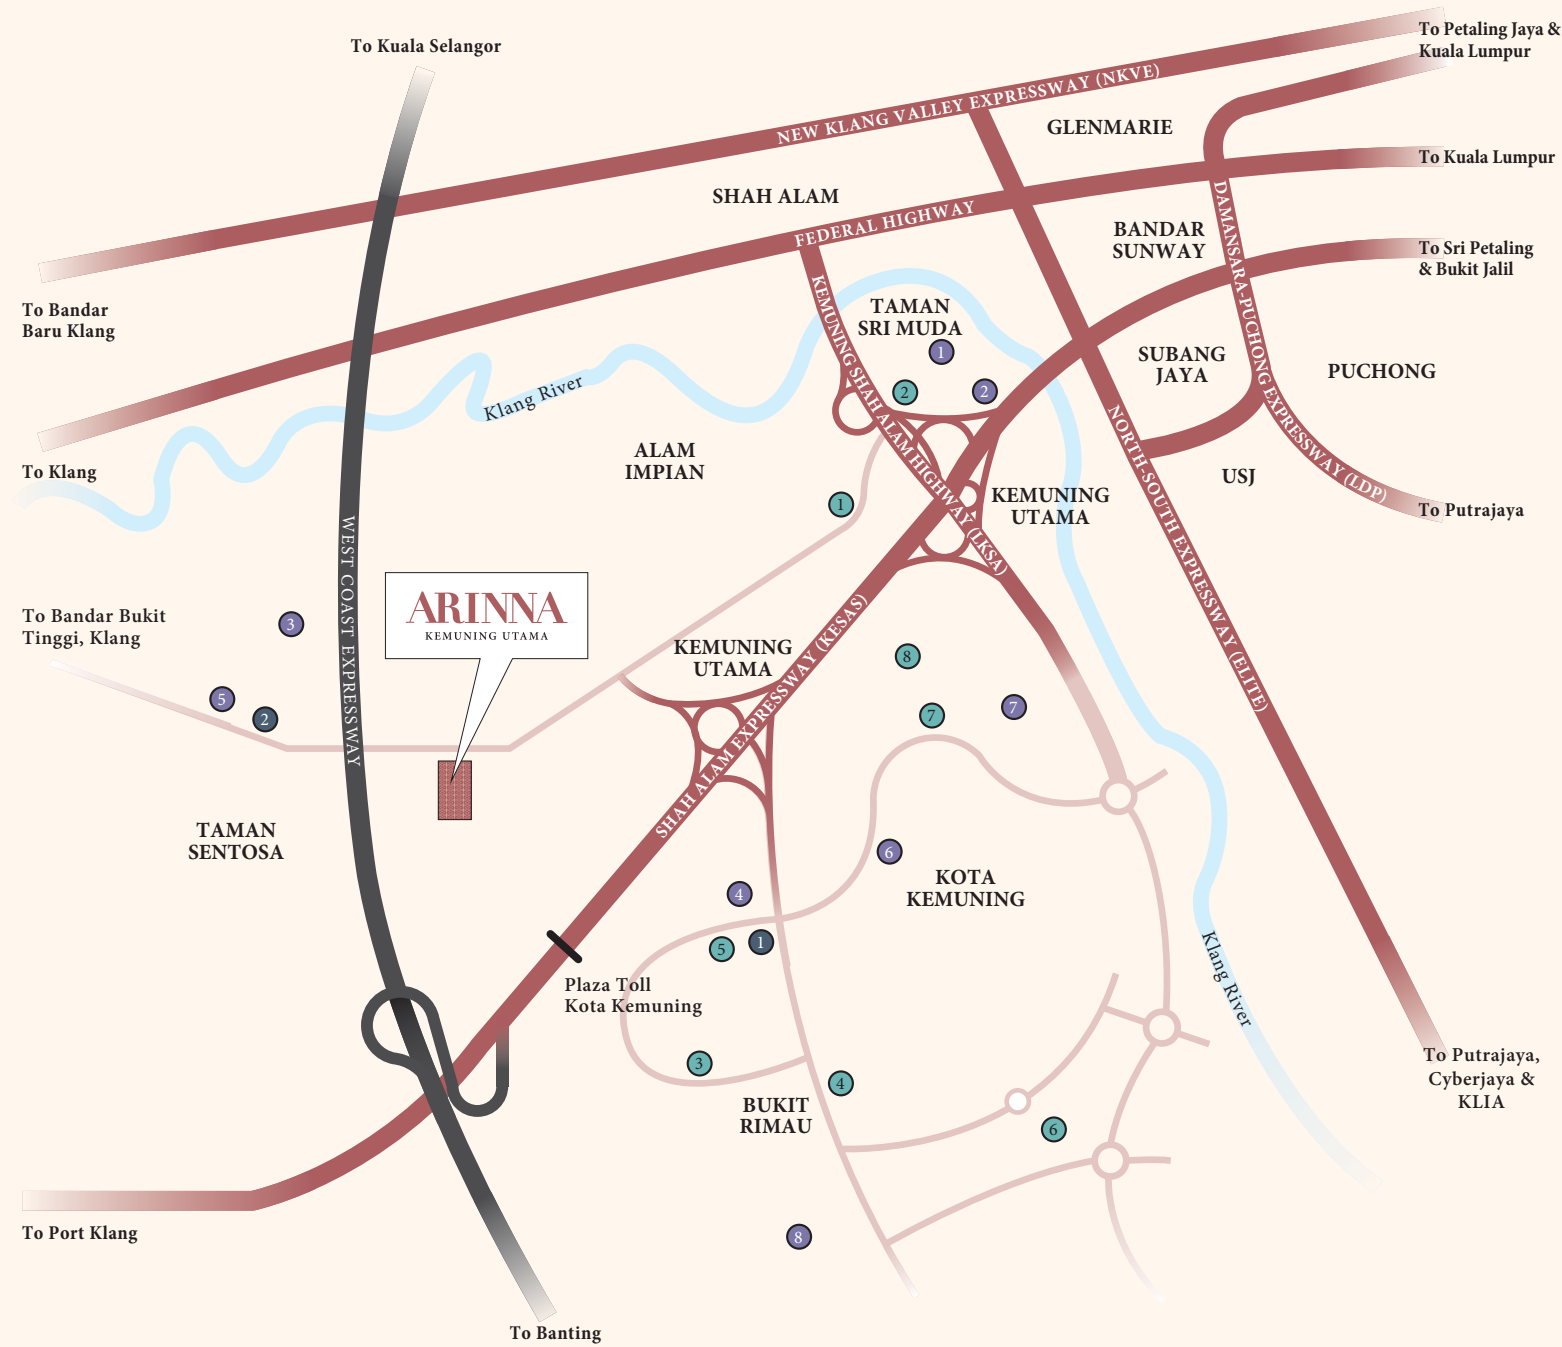 To Petaling Jaya &
Kuala Lumpur
To Kuala Selangor
NEW KLANG VALLEY EXPRESSWAY (NKVE)
GLENMARIE
To Kuala Lumpur
SHAH ALAM
FEDERAL HIGHWAY
DAMANSARA-PUCHONG EXPRESSWAY (LDP)
BANDAR
SUNWAY
To Sri Petaling
& Bukit Jalil
To Bandar
Baru Klang
KEMUNING SHAH ALAM HIGHWAY (LKSA)
TAMAN
SRI MUDA
1
2
2
SUBANG
JAYA
PUCHONG
Klang River
To Klang
ALAM
IMPIAN
NORTH-SOUTH EXPRESSWAY (ELITE)
USJ
1
KEMUNING
UTAMA
To Putrajaya
WEST COAST EXPRESSWAY
ARINNA
KEMUNING UTAMA
To Bandar Bukit
Tinggi, Klang
3
5
2
KEMUNING
UTAMA
SHAH ALAM EXPRESSWAY (KESAS)
8
7
7
TAMAN
SENTOSA
6
KOTA
KEMUNING
4
5
1
Plaza Toll
Kota Kemuning
Klang River
3
4
BUKIT
RIMAU
6
To Putrajaya,
Cyberjaya &
KLIA
To Port Klang
8
To Banting